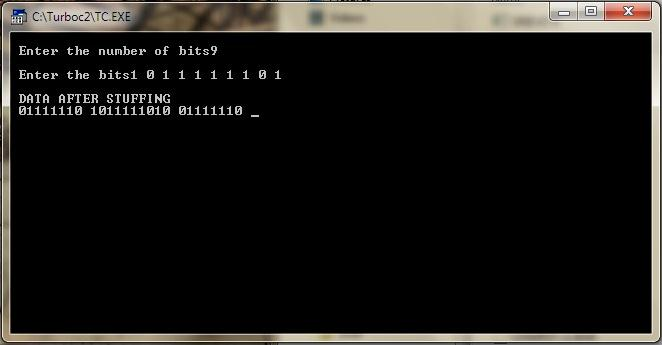 C:\Turboc2\TC.EXE
Enter the number of bits9
Enter the bits1 0 1 1 1 1 1 1 0 1
DATA AFTER STUFFING
01111110 1011111010 01111110 _